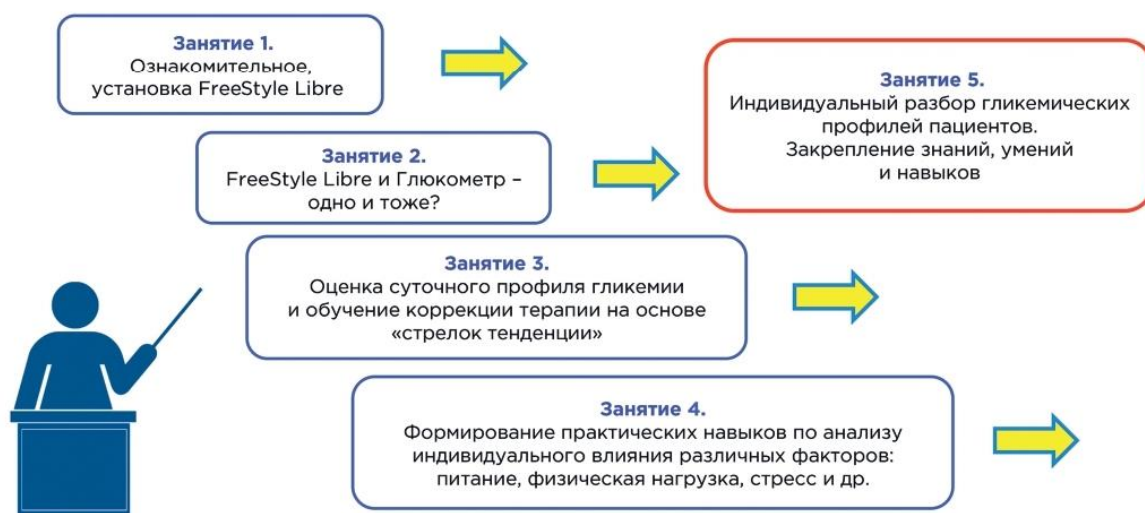 Занятие 1.
Ознакомительное,
установка FreeStyle Libre
Занятие 2.
FreeStyle Libre и Глюкометр –
одно и тоже?
Занятие 3.
Оценка суточного профиля гликемии
и обучение коррекции терапии на основе
«стрелок тенденции»
Занятие 4.
Формирование практических навыков по анализу
индивидуального влияния различных факторов:
питание, физическая нагрузка, стресс и др.
Занятие 5.
Индивидуальный разбор гликемических
профилей пациентов.
Закрепление знаний, умений
и навыков